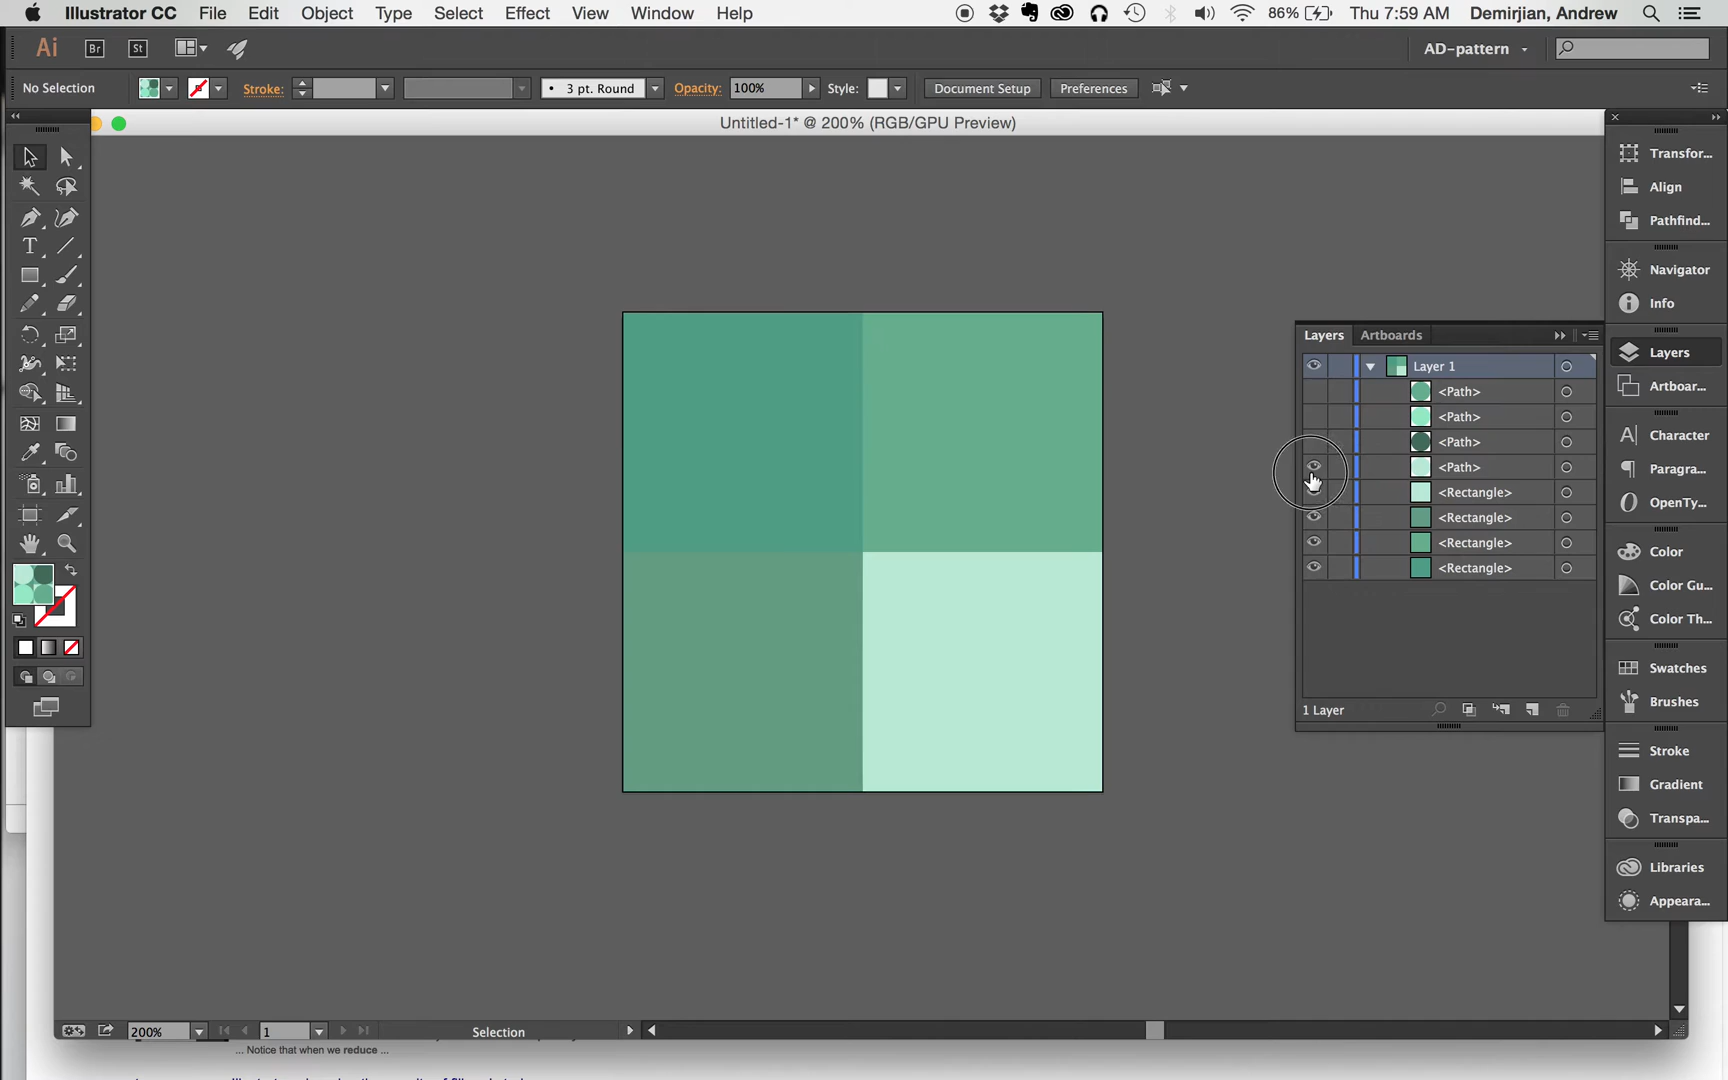 Illustrator CC File Edit Object Type Select Effect View Window Help 86% Thu 7:59 AM Demirjian, Andrew
Ai Br St AD-pattern
No Selection Stroke: • 3 pt. Round Opacity: 100% Style: Document Setup Preferences
Untitled-1* @ 200% (RGB/GPU Preview)
Transfor...
Align
Pathfind...
Navigator
Info
Layers
Artboar...
Character
Paragra...
OpenTy...
Color
Color Gu...
Color Th...
Swatches
Brushes
Stroke
Gradient
Transpa...
Libraries
Appeara...
Layers Artboards
Layer 1
<Path>
<Path>
<Path>
<Path>
<Rectangle>
<Rectangle>
<Rectangle>
<Rectangle>
1 Layer
200% 1 Selection
... Notice that when we reduce ...